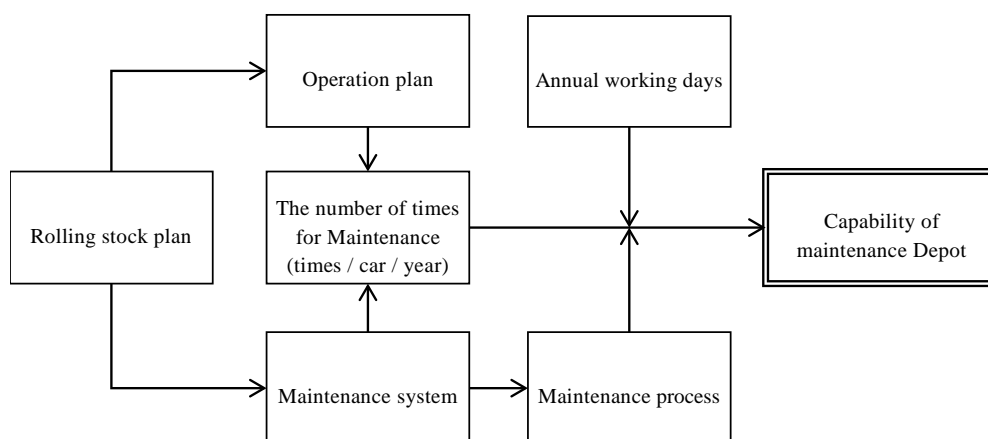 Operation plan
Annual working days
Rolling stock plan
The number of times
for Maintenance
(times / car / year)
Capability of
maintenance Depot
Maintenance system
Maintenance process